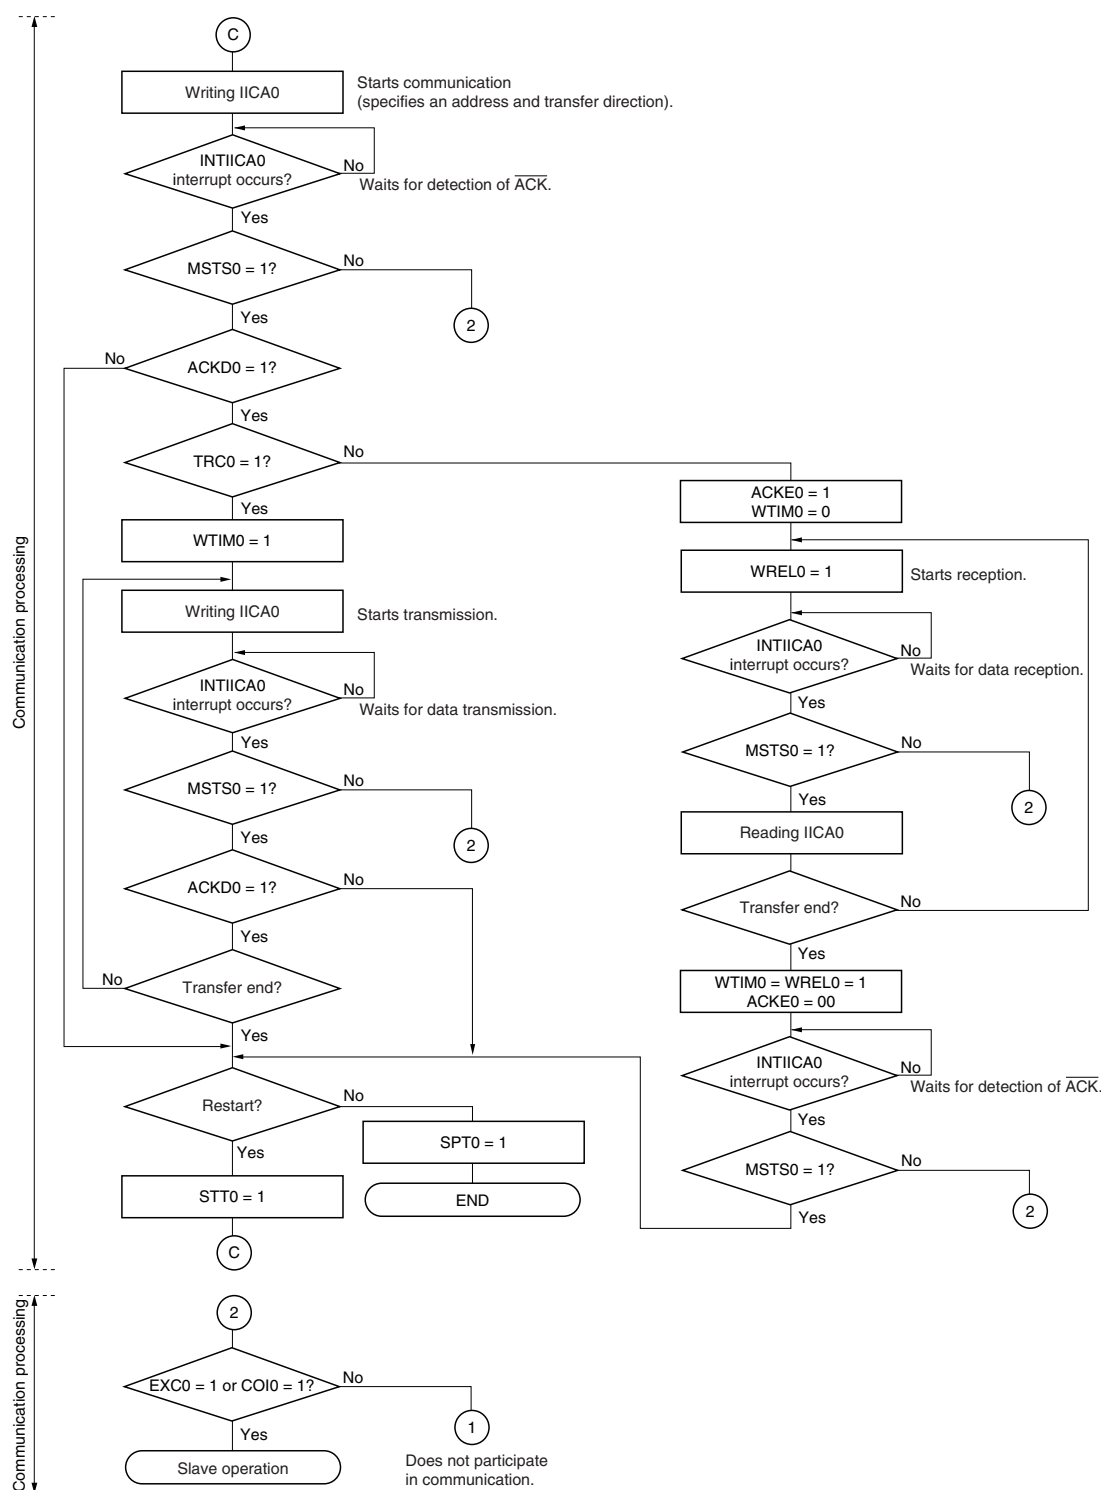 C
Writing IICA0
Starts communication
(specifies an address and transfer direction).
INTIICA0
interrupt occurs?
No
Waits for detection of ACK.
Yes
MSTS0 = 1?
No
2
Yes
No
ACKD0 = 1?
Yes
TRC0 = 1?
No
Yes
WTIM0 = 1
Writing IICA0
Starts transmission.
INTIICA0
interrupt occurs?
No
Waits for data transmission.
Yes
MSTS0 = 1?
No
2
Yes
ACKD0 = 1?
No
Yes
No
Transfer end?
Yes
ACKE0 = 1
WTIM0 = 0
WREL0 = 1
Starts reception.
INTIICA0
interrupt occurs?
No
Waits for data reception.
Yes
MSTS0 = 1?
No
2
Yes
Reading IICA0
Transfer end?
No
Yes
WTIM0 = WREL0 = 1
ACKE0 = 00
INTIICA0
interrupt occurs?
No
Waits for detection of ACK.
Yes
MSTS0 = 1?
No
2
Yes
Restart?
No
SPT0 = 1
END
Yes
STT0 = 1
C
Communication processing
2
EXC0 = 1 or COI0 = 1?
No
1
Does not participate
in communication.
Yes
Slave operation
Communication processing